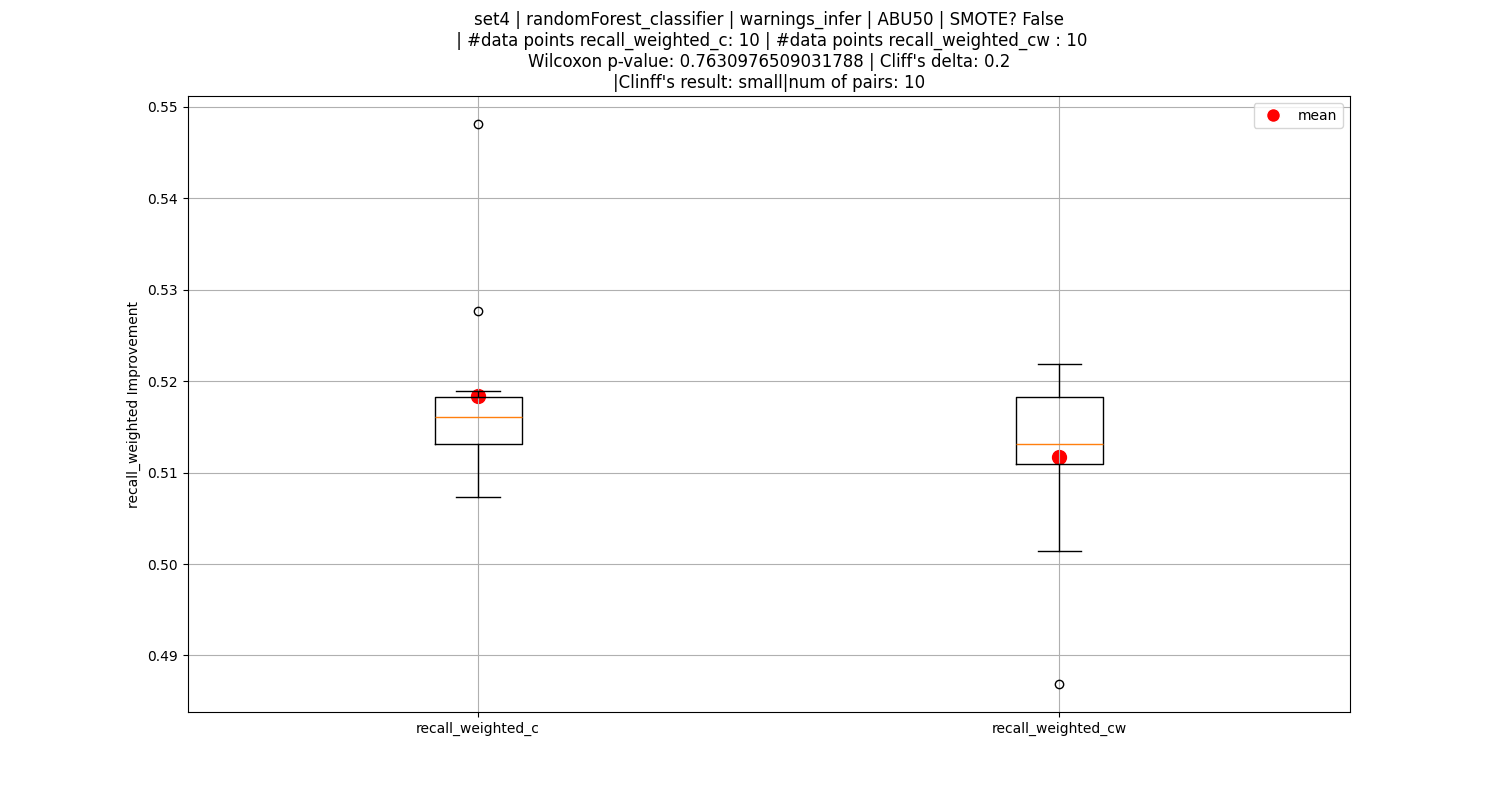 set4 | randomForest_classifier | warnings_infer | ABU50 | SMOTE? False
| #data points recall_weighted_c: 10 | #data points recall_weighted_cw : 10
Wilcoxon p-value: 0.7630976509031788 | Cliff's delta: 0.2
|Clinff's result: small|num of pairs: 10
mean
recall_weighted Improvement
0.55
0.54
0.53
0.52
0.51
0.50
0.49
recall_weighted_c
recall_weighted_cw